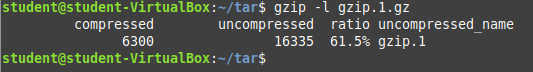 student@student-VirtualBox:~/tar$ gzip -l gzip.1.gz
         compressed        uncompressed  ratio uncompressed_name
               6300               16335  61.5% gzip.1
student@student-VirtualBox:~/tar$